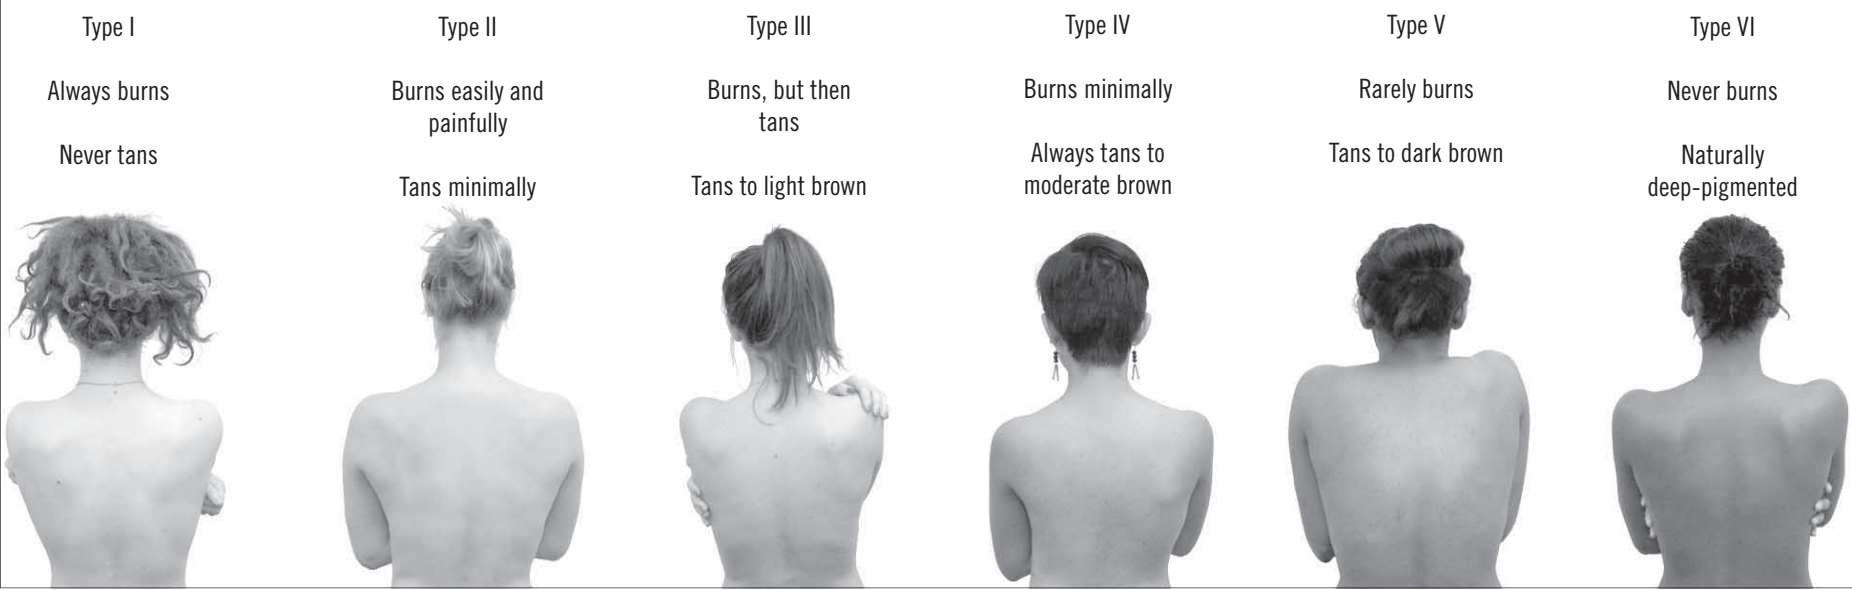 Type I
Always burns
Never tans
Type II
Burns easily and
painfully
Tans minimally
Type III
Burns, but then
tans
Tans to light brown
Type IV
Burns minimally
Always tans to
moderate brown
Type V
Rarely burns
Tans to dark brown
Type VI
Never burns
Naturally
deep-pigmented